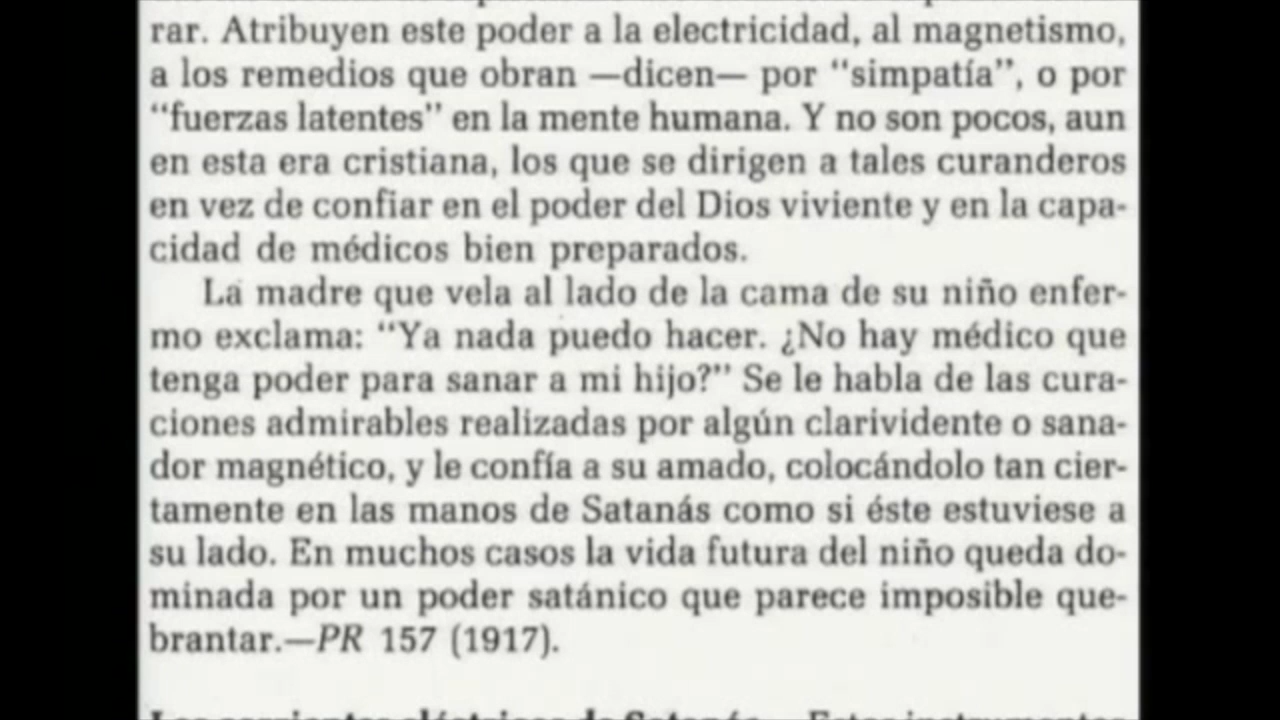 rar. Atribuyen este poder a la electricidad, al magnetismo,
a los remedios que obran —dicen— por “simpatía”, o por
“fuerzas latentes” en la mente humana. Y no son pocos, aun
en esta era cristiana, los que se dirigen a tales curanderos
en vez de confiar en el poder del Dios viviente y en la capa-
cidad de médicos bien preparados.
La madre que vela al lado de la cama de su niño enfer-
mo exclama: “Ya nada puedo hacer. ¿No hay médico que
tenga poder para sanar a mi hijo?” Se le habla de las cura-
ciones admirables realizadas por algún clarividente o sana-
dor magnético, y le confía a su amado, colocándolo tan cier-
tamente en las manos de Satanás como si éste estuviese a
su lado. En muchos casos la vida futura del niño queda do-
minada por un poder satánico que parece imposible que-
brantar.—PR 157 (1917).